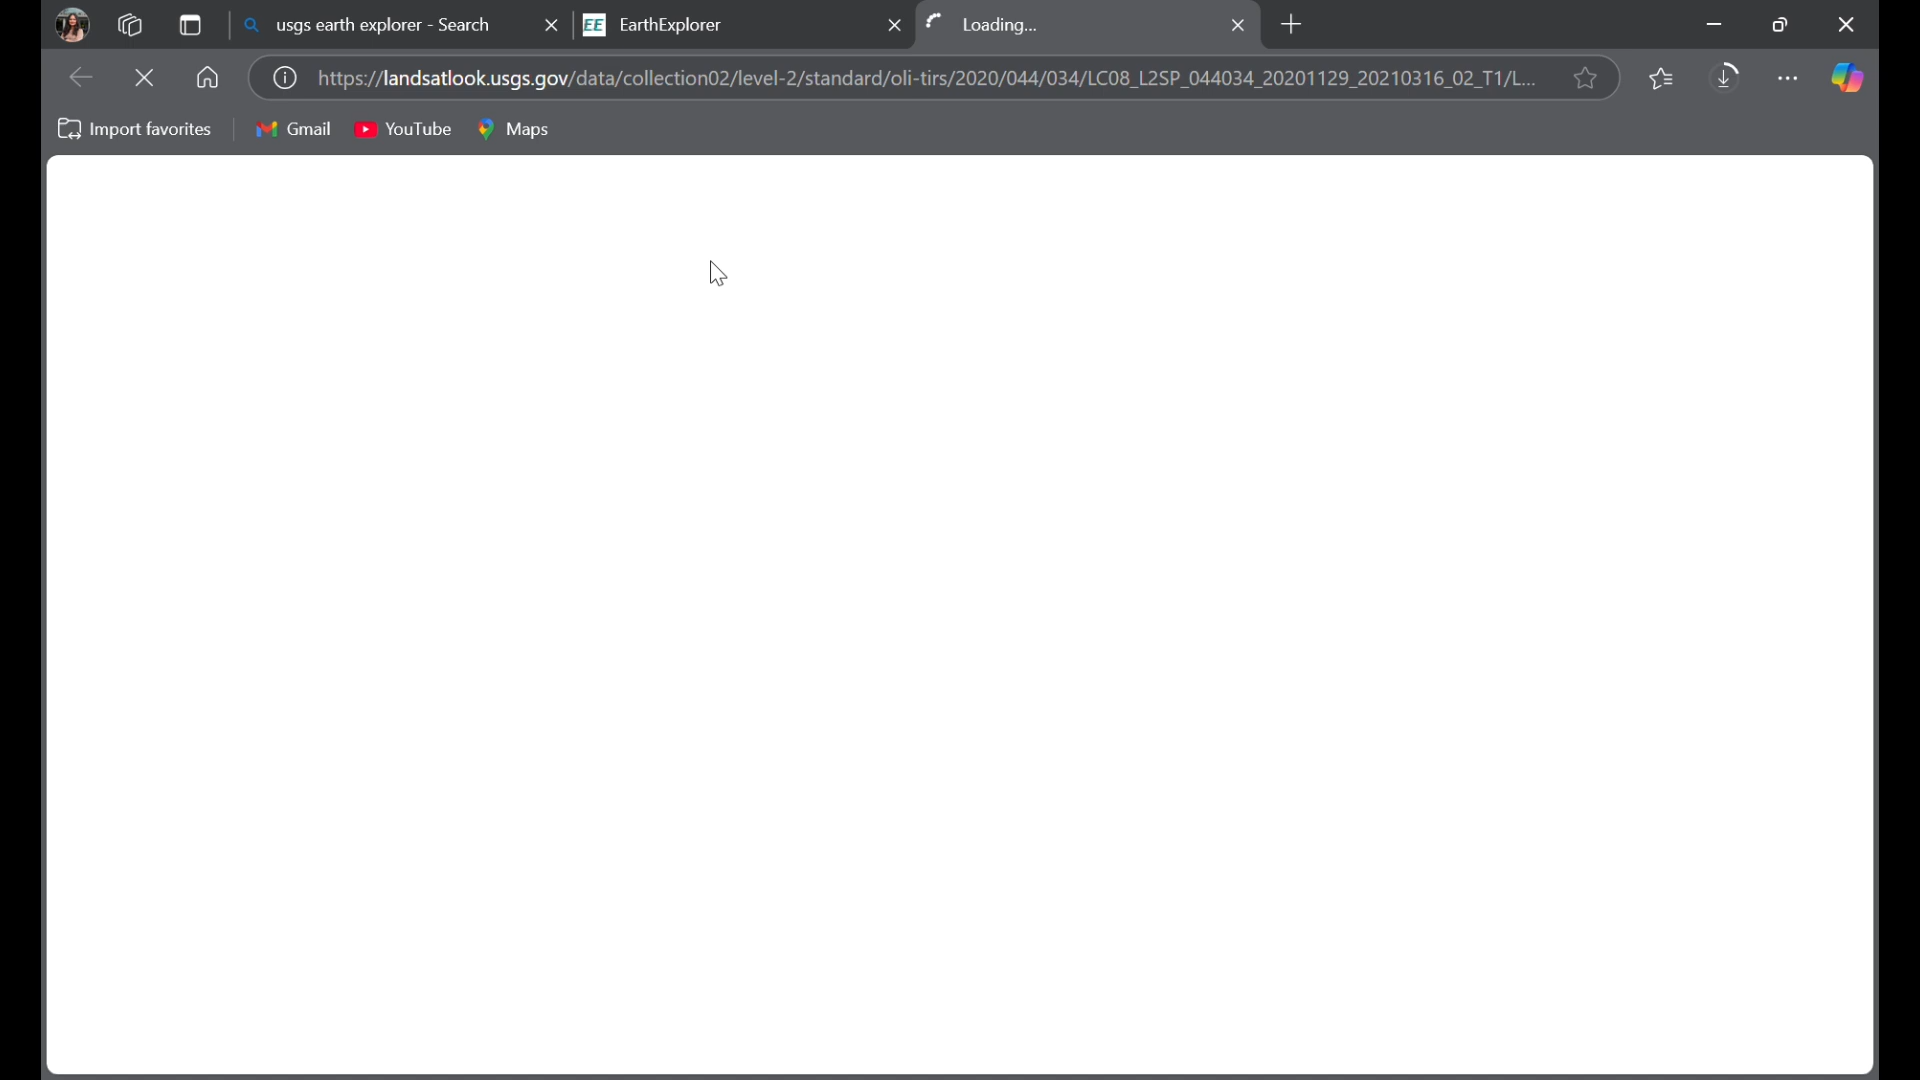 usgs earth explorer - Search
EE EarthExplorer
Loading...
https://landsatlook.usgs.gov/data/collection02/level-2/standard/oli-tirs/2020/044/034/LC08_L2SP_044034_20201129_20210316_02_T1/L...
Import favorites
Gmail
YouTube
Maps